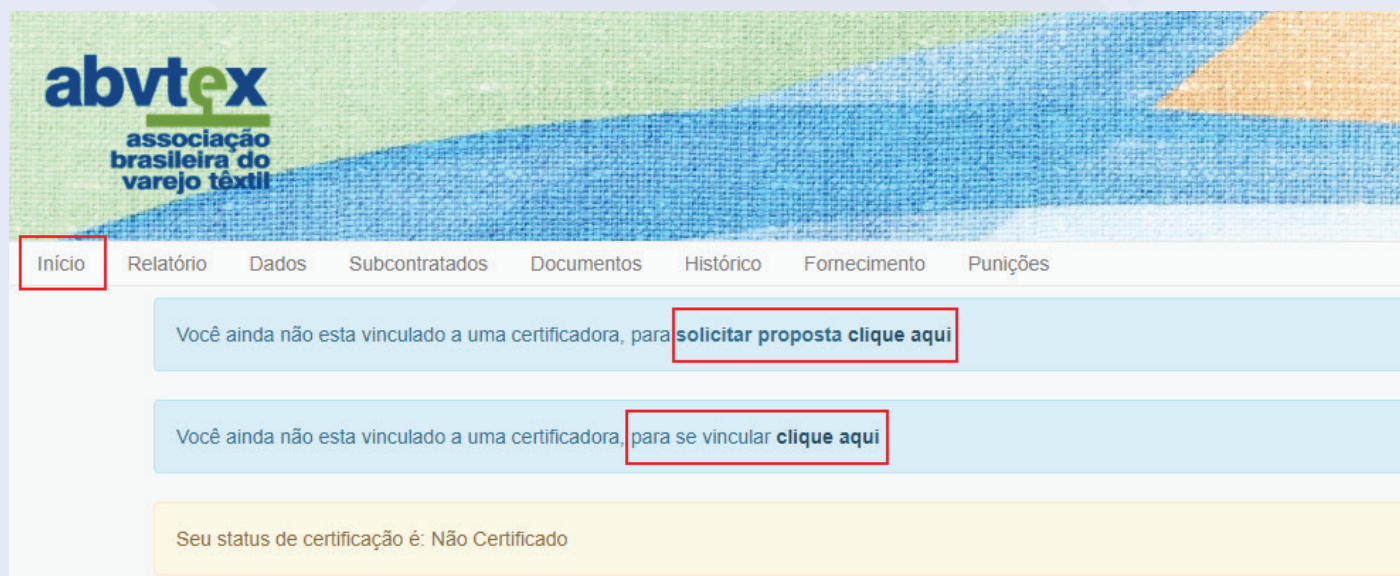 abvtex
associação
brasileira do
varejo têxtil
Início Relatório Dados Subcontratados Documentos Histórico Fornecimento Punições
Você ainda não esta vinculado a uma certificadora, para solicitar proposta clique aqui
Você ainda não esta vinculado a uma certificadora, para se vincular clique aqui
Seu status de certificação é: Não Certificado